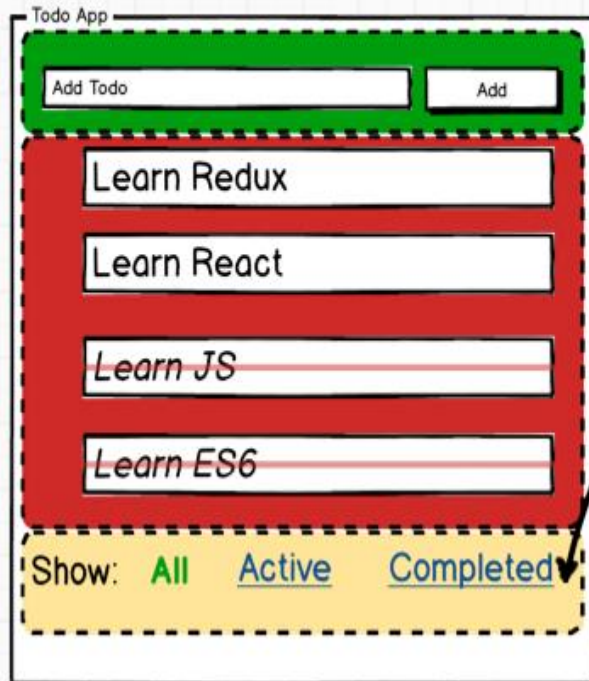 Todo App
Add Todo Add
Learn Redux
Learn React
Learn JS
Learn ES6
Show: All Active Completed